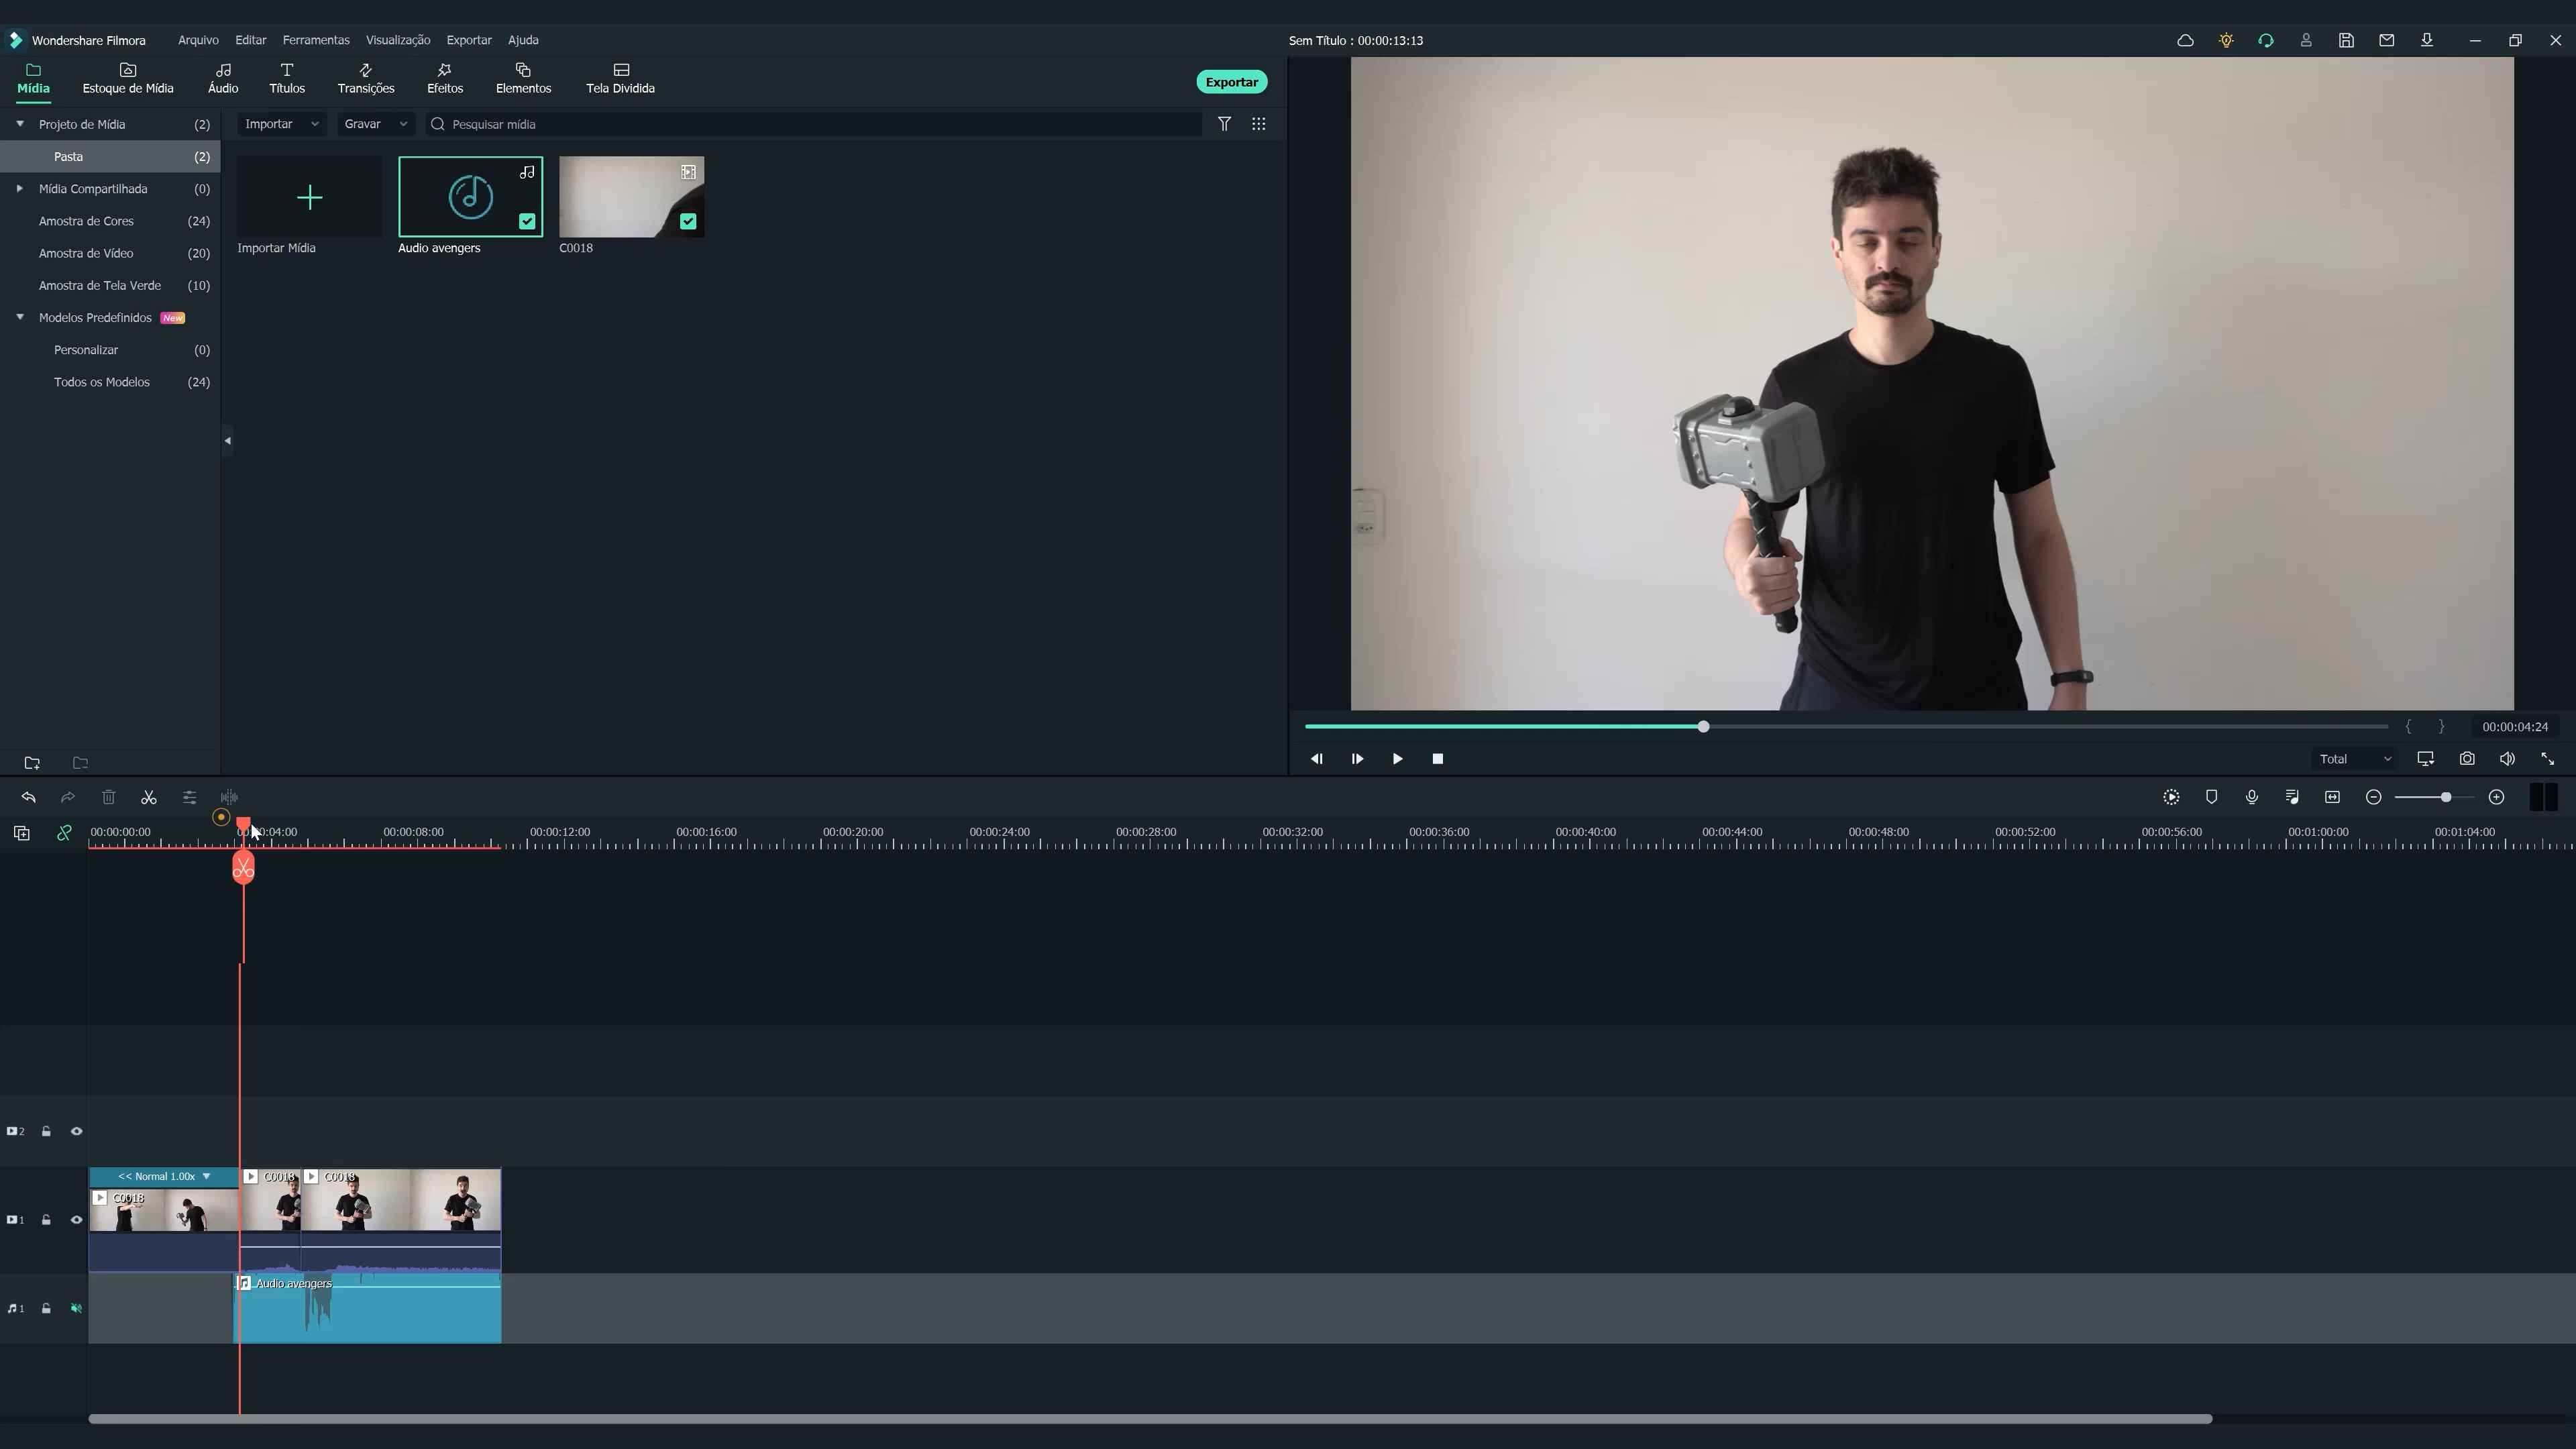 Wondershare Filmora Arquivo Editar Ferramentas Visualização Exportar Ajuda Sem Título : 00:00:13:13
Mídia Estoque de Mídia Áudio Títulos Transições Efeitos Elementos Tela Dividida Exportar
Projeto de Mídia (2)
Pasta (2)
Mídia Compartilhada (0)
Amostra de Cores (24)
Amostra de Vídeo (20)
Amostra de Tela Verde (10)
Modelos Predefinidos New
Personalizar (0)
Todos os Modelos (24)
Importar Gravar Pesquisar mídia
Importar Mídia Audio avengers C0018
00:00:04:24
Total
00:00:00:00 00:00:08:00 00:00:12:00 00:00:16:00 00:00:20:00 00:00:24:00 00:00:28:00 00:00:32:00 00:00:36:00 00:00:40:00 00:00:44:00 00:00:48:00 00:00:52:00 00:00:56:00 00:01:00:00 00:01:04:00
2
<< Normal 1.00x C0018 C0018
C0018
1
Audio avengers
1